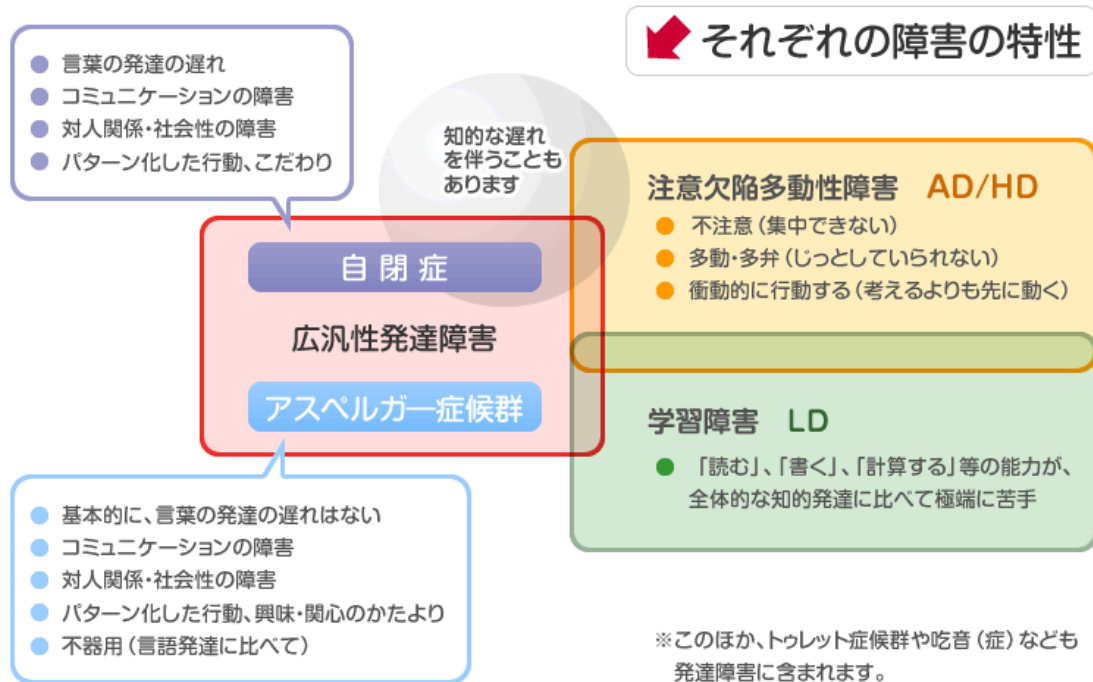 それぞれの障害の特性
● 言葉の発達の遅れ
● コミュニケーションの障害
● 対人関係・社会性の障害
● パターン化した行動、こだわり
知的な遅れ
を伴うことも
あります
自閉症
広汎性発達障害
アスペルガー症候群
● 基本的に、言葉の発達の遅れはない
● コミュニケーションの障害
● 対人関係・社会性の障害
● パターン化した行動、興味・関心のかたより
● 不器用(言語発達に比べて)
注意欠陥多動性障害 AD/HD
● 不注意(集中できない)
● 多動・多弁(じっとしていられない)
● 衝動的に行動する(考えるよりも先に動く)
学習障害 LD
● 「読む」、「書く」、「計算する」等の能力が、
全体的な知的発達に比べて極端に苦手
※このほか、トゥレット症候群や吃音(症)なども
発達障害に含まれます。